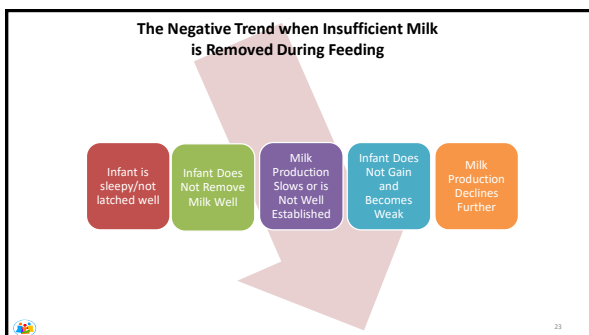 The Negative Trend when Insufficient Milk
is Removed During Feeding
Infant is
sleepy/not
latched well
Infant Does
Not Remove
Milk Well
Milk
Production
Slows or is
Not Well
Established
Infant Does
Not Gain
and
Becomes
Weak
Milk
Production
Declines
Further
23